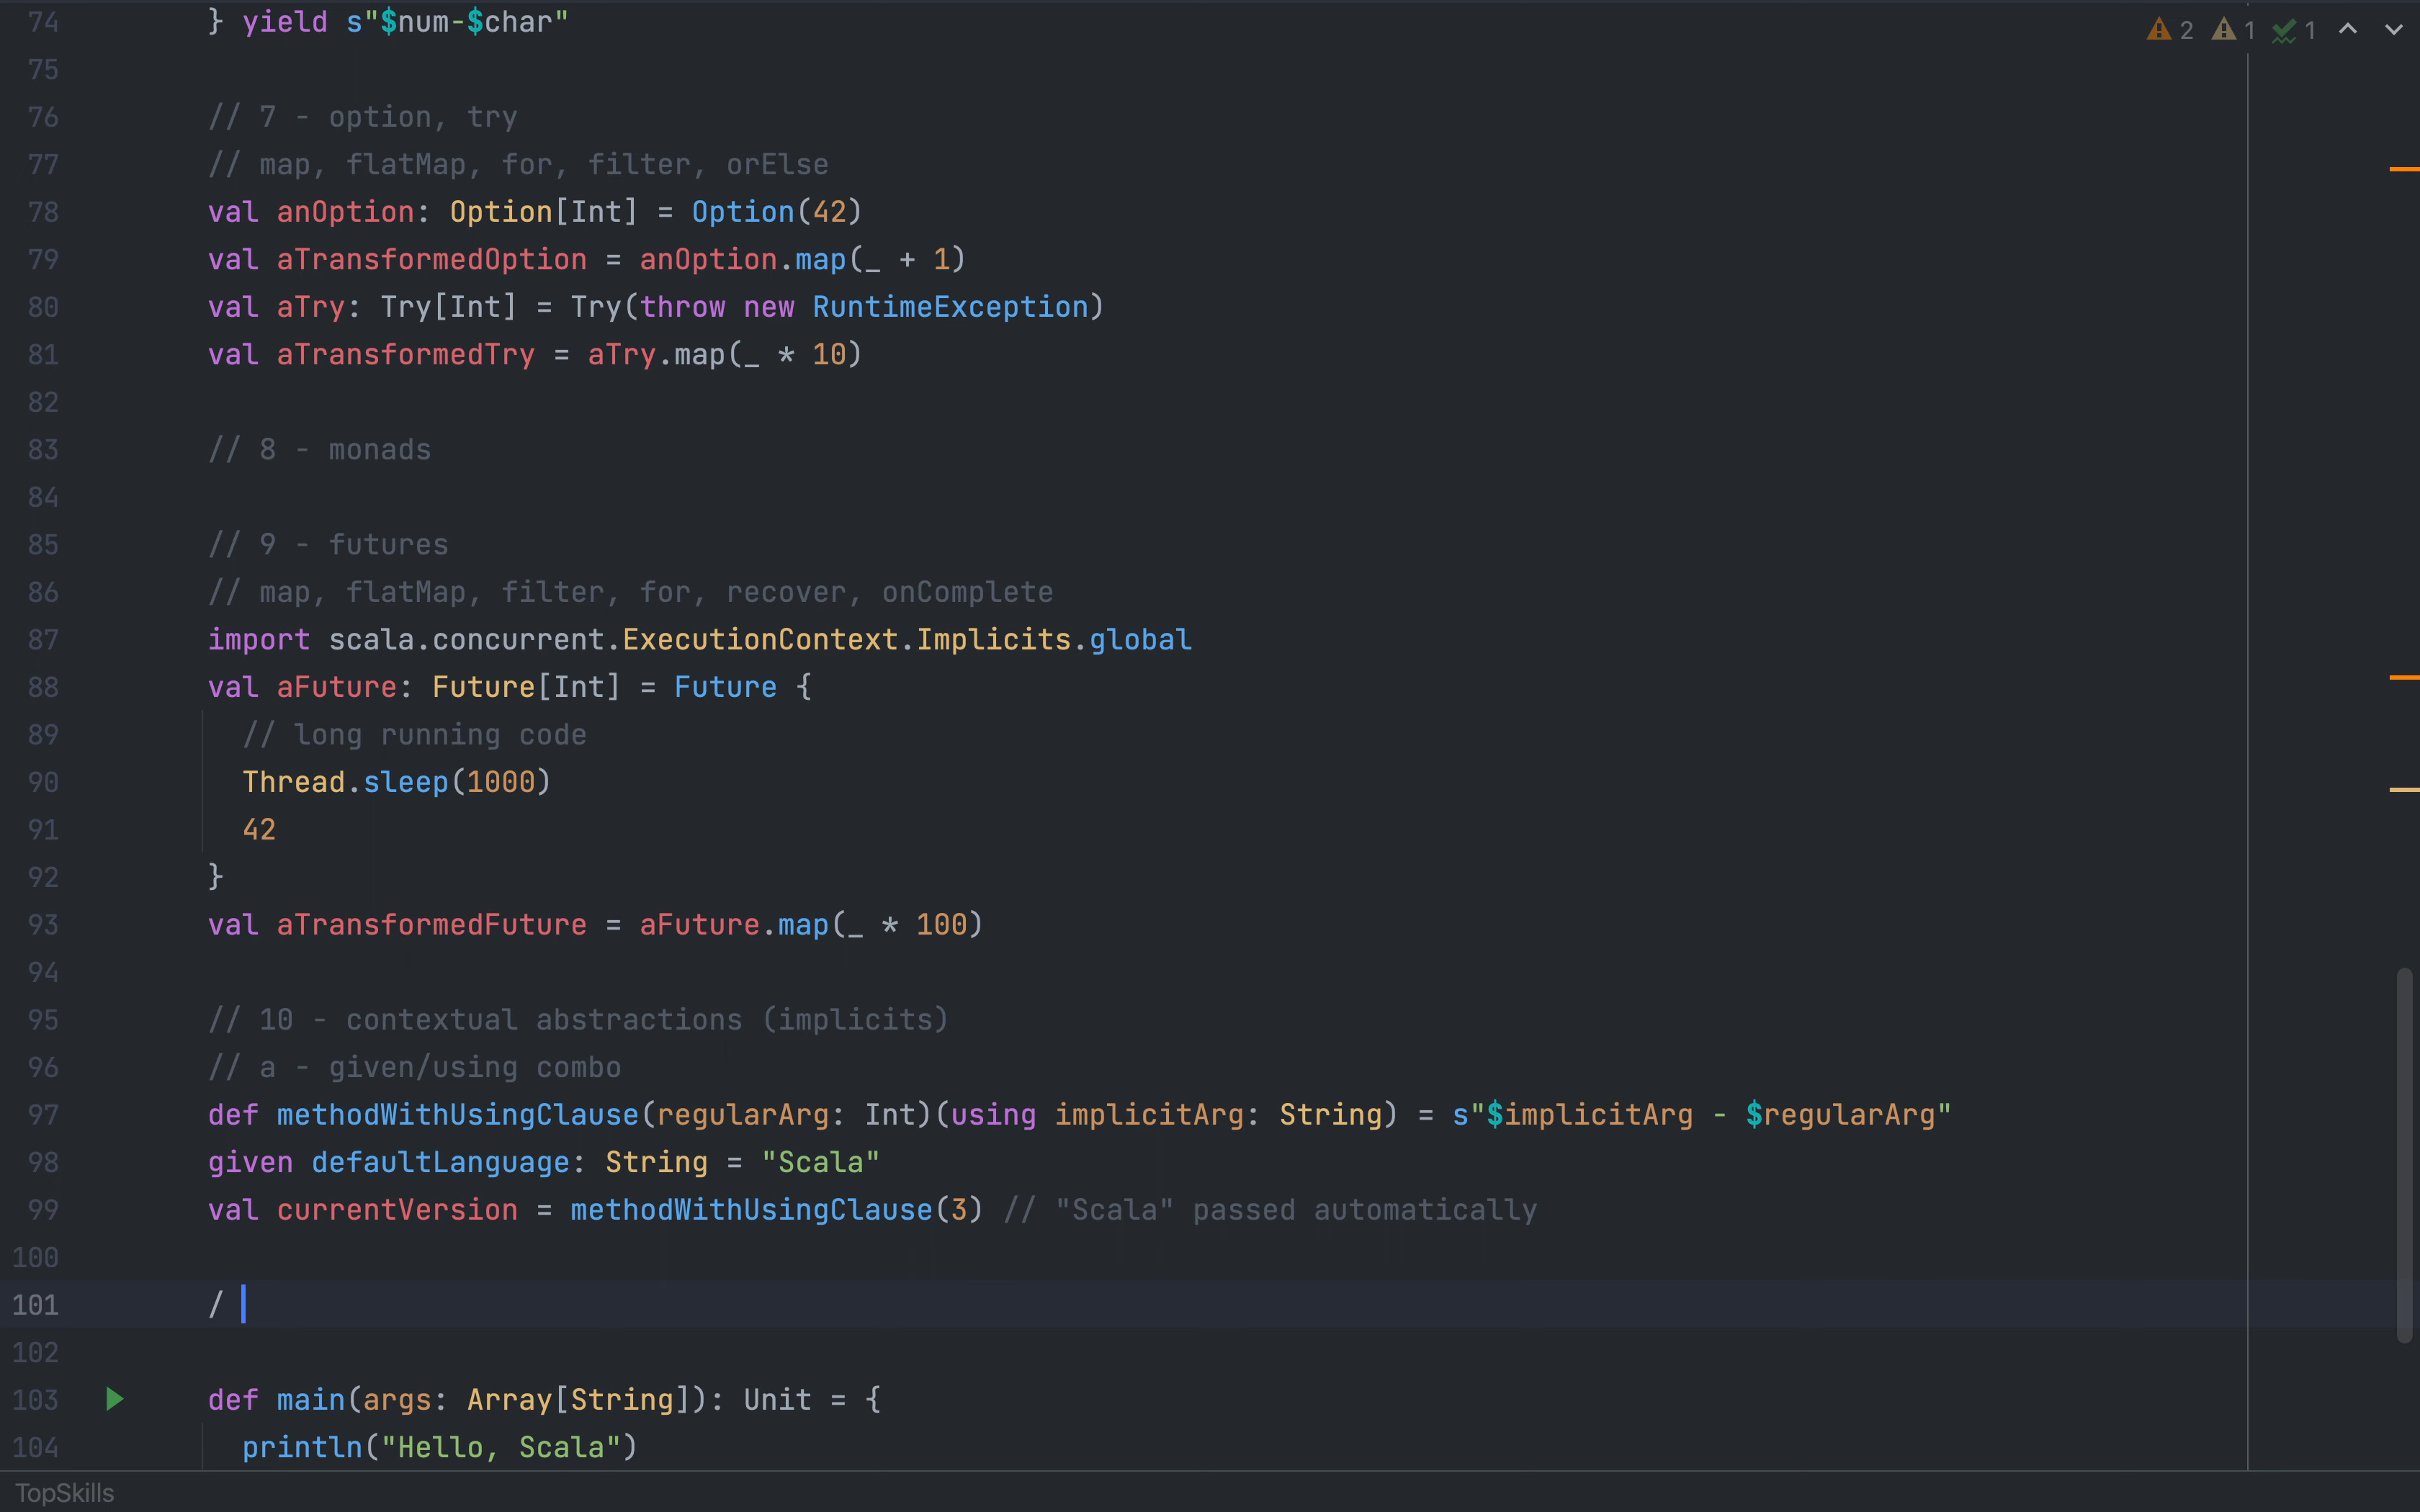 2 1 1
74 } yield s"$num-$char"
75
76 // 7 - option, try
77 // map, flatMap, for, filter, orElse
78 val anOption: Option[Int] = Option(42)
79 val aTransformedOption = anOption.map(_ + 1)
80 val aTry: Try[Int] = Try(throw new RuntimeException)
81 val aTransformedTry = aTry.map(_ * 10)
82
83 // 8 - monads
84
85 // 9 - futures
86 // map, flatMap, filter, for, recover, onComplete
87 import scala.concurrent.ExecutionContext.Implicits.global
88 val aFuture: Future[Int] = Future {
89 // long running code
90 Thread.sleep(1000)
91 42
92 }
93 val aTransformedFuture = aFuture.map(_ * 100)
94
95 // 10 - contextual abstractions (implicits)
96 // a - given/using combo
97 def methodWithUsingClause(regularArg: Int)(using implicitArg: String) = s"$implicitArg - $regularArg"
98 given defaultLanguage: String = "Scala"
99 val currentVersion = methodWithUsingClause(3) // "Scala" passed automatically
100
101 /
102
103 def main(args: Array[String]): Unit = {
104 println("Hello, Scala")
TopSkills